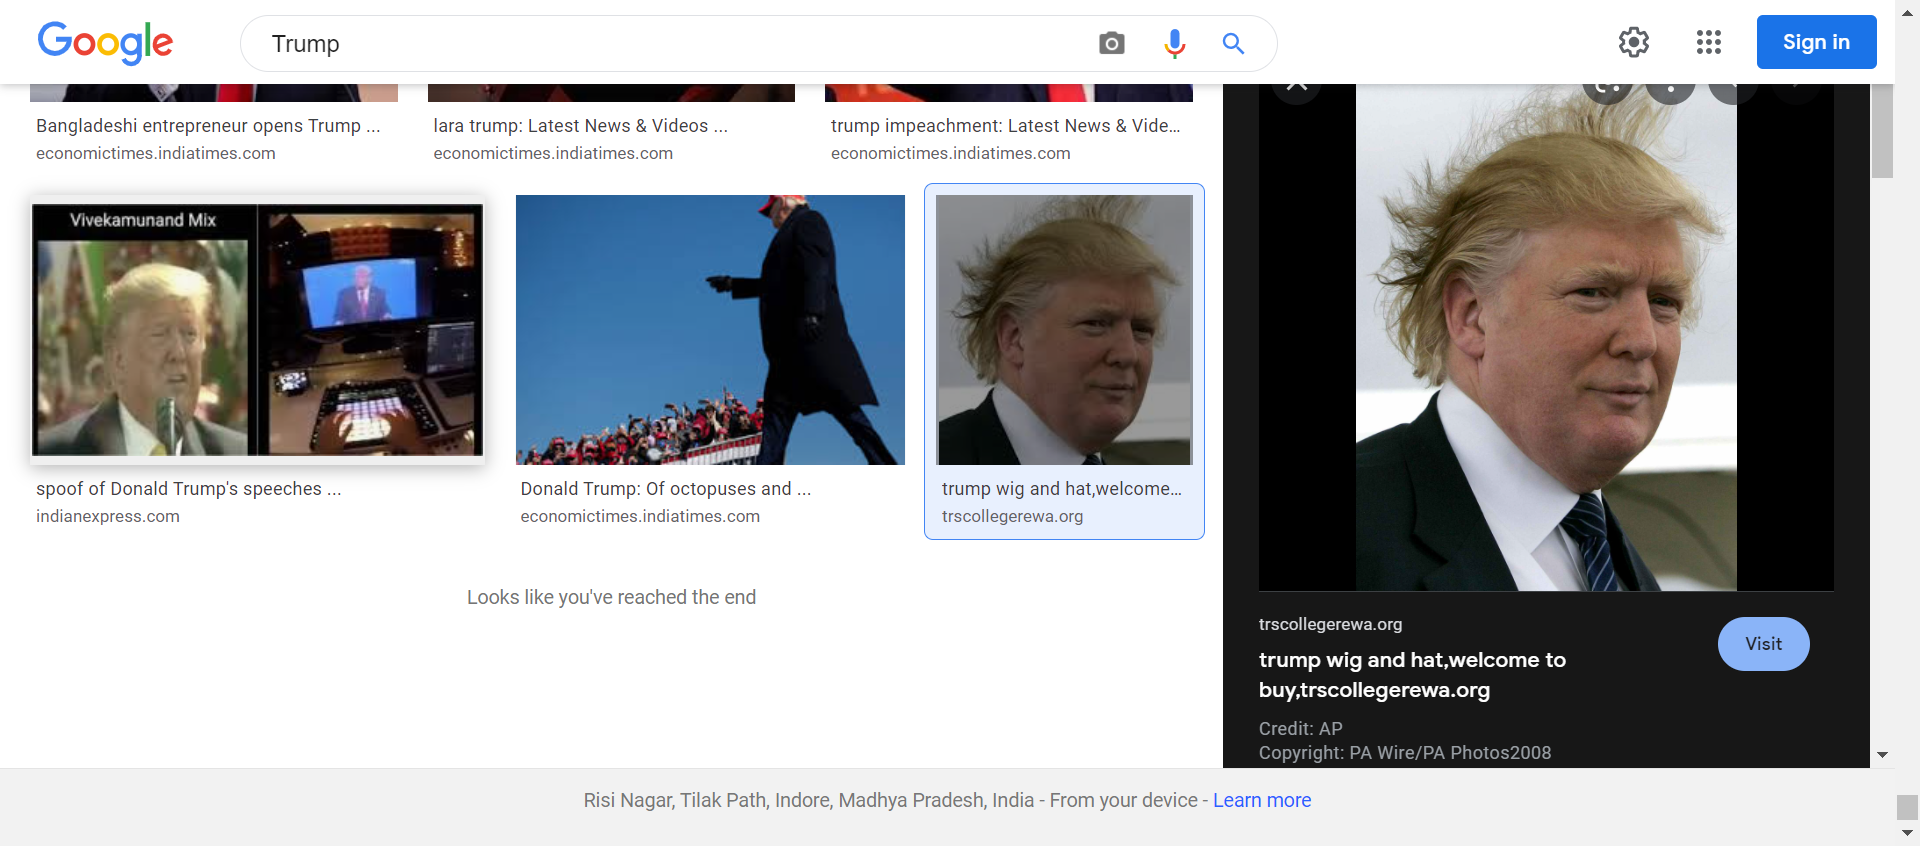 Google
Trump
Sign in
Bangladeshi entrepreneur opens Trump ...
economictimes.indiatimes.com
lara trump: Latest News & Videos ...
economictimes.indiatimes.com
trump impeachment: Latest News & Vide...
economictimes.indiatimes.com
Vivekamunand Mix
spoof of Donald Trump's speeches ...
indianexpress.com
Donald Trump: Of octopuses and ...
economictimes.indiatimes.com
trump wig and hat,welcome...
trscollegerewa.org
Looks like you've reached the end
trscollegerewa.org
Visit
trump wig and hat,welcome to
buy,trscollegerewa.org
Credit: AP
Copyright: PA Wire/PA Photos2008
Risi Nagar, Tilak Path, Indore, Madhya Pradesh, India - From your device - Learn more